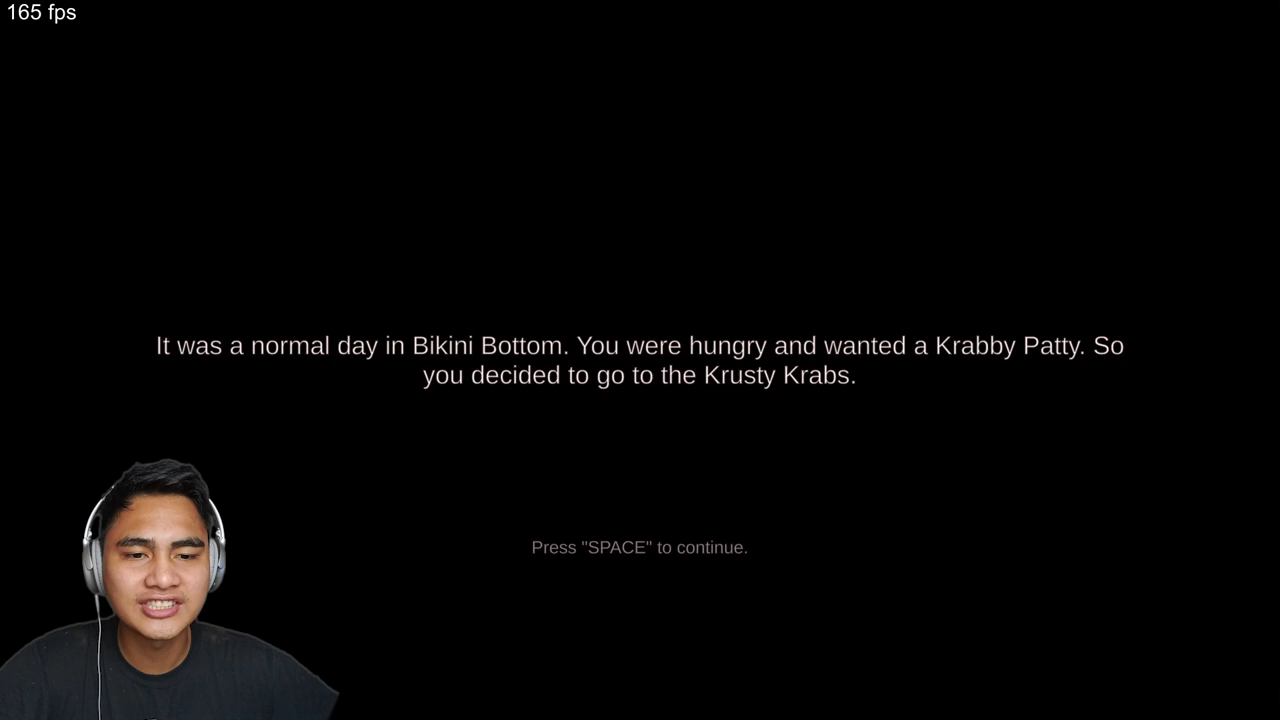 165 fps
It was a normal day in Bikini Bottom. You were hungry and wanted a Krabby Patty. So
you decided to go to the Krusty Krabs.
Press "SPACE" to continue.